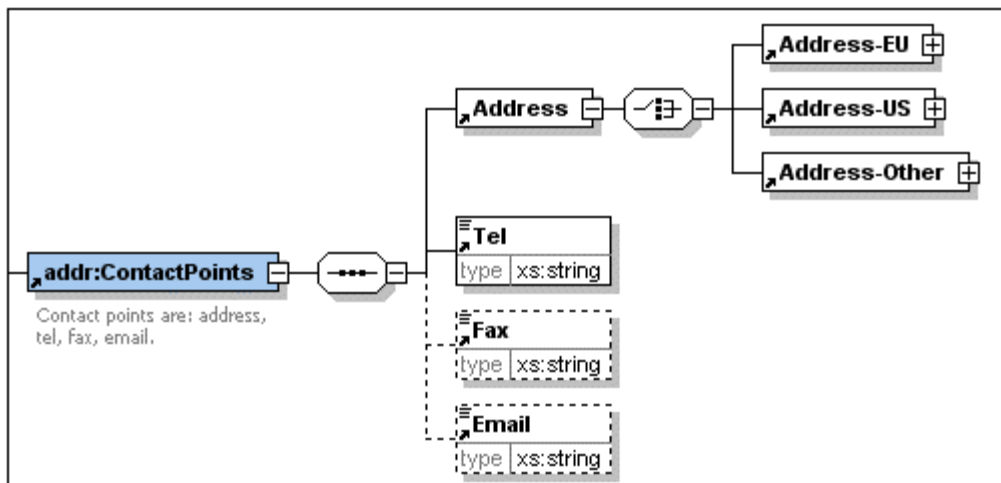 Address-EU
Address
Address-US
Address-Other
Tel
type xs:string
addr:ContactPoints
Contact points are: address,
tel, fax, email.
Fax
type xs:string
Email
type xs:string